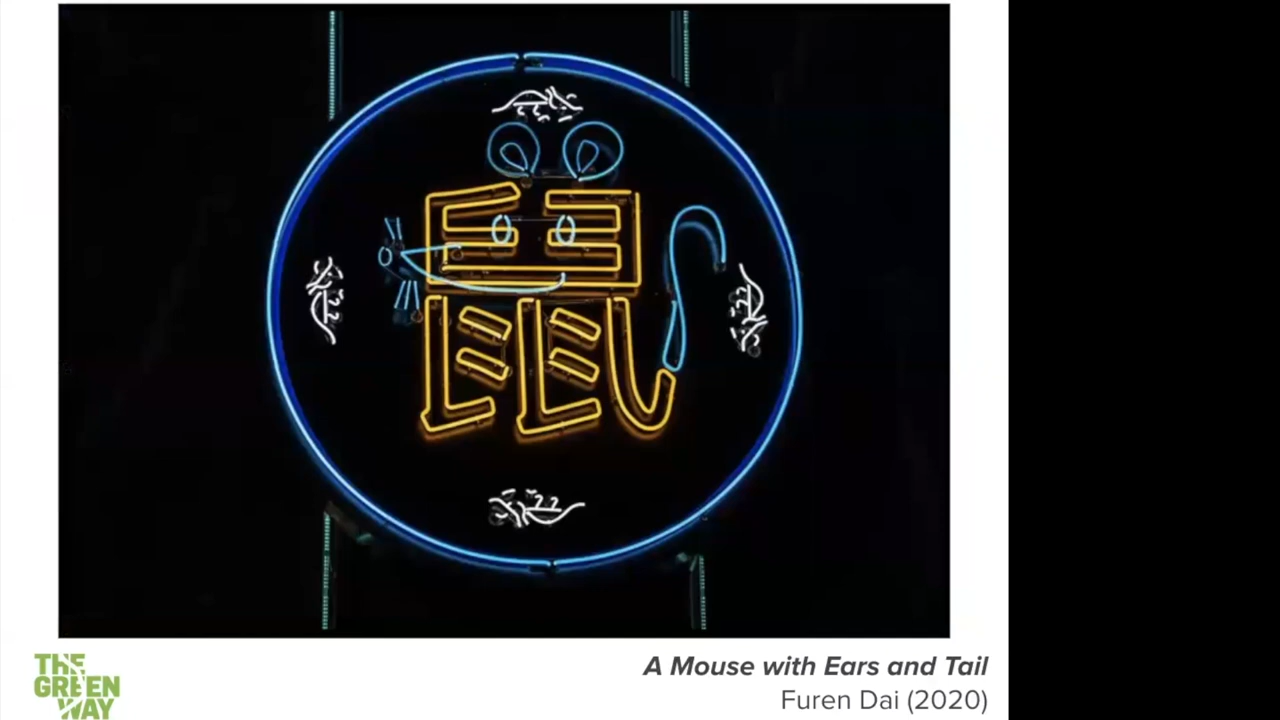 鼠
THE
GREEN
WAY
A Mouse with Ears and Tail
Furen Dai (2020)